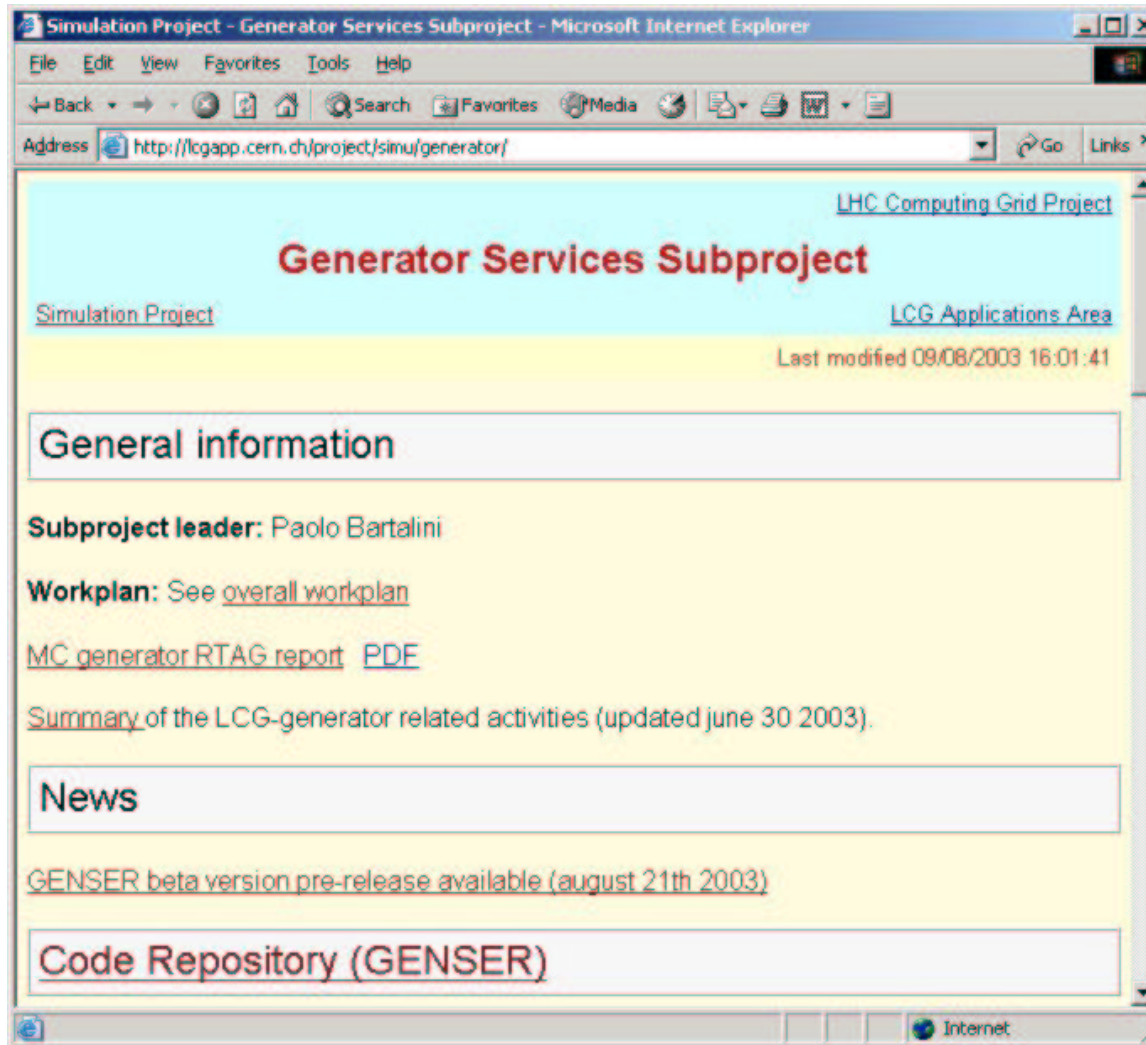 Simulation Project - Generator Services Subproject - Microsoft Internet Explorer
File Edit View Favorites Tools Help
Back Search Favorites Media
Address http://lcgapp.cern.ch/project/simu/generator/ Go Links
LHC Computing Grid Project
Generator Services Subproject
Simulation Project LCG Applications Area
Last modified 09/08/2003 16:01:41
General information
Subproject leader: Paolo Bartalini
Workplan: See overall workplan
MC generator RTAG report PDF
Summary of the LCG-generator related activities (updated june 30 2003).
News
GENSER beta version pre-release available (august 21th 2003)
Code Repository (GENSER)
Internet